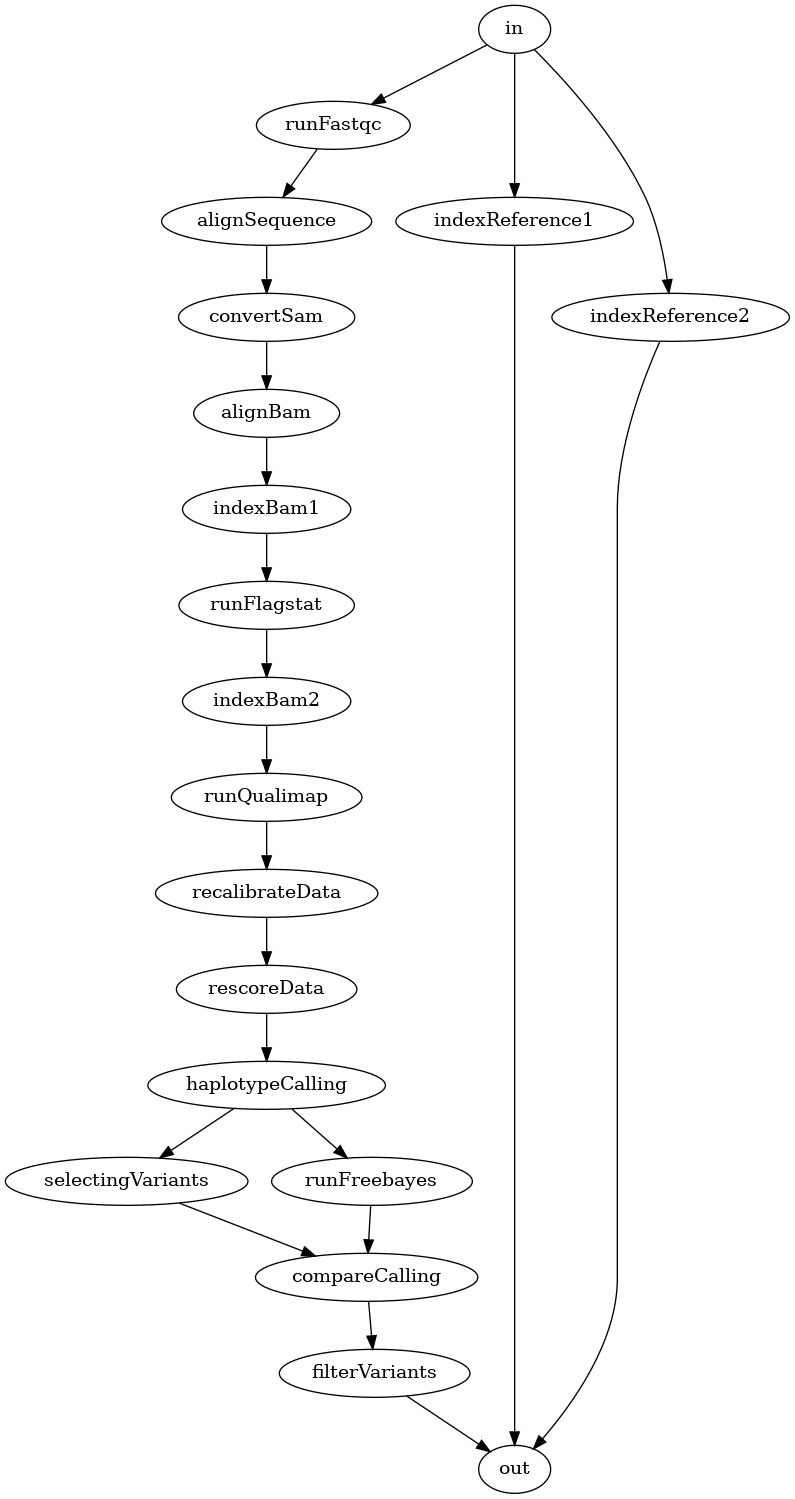 in
runFastqc
alignSequence
indexReference1
convertSam
indexReference2
alignBam
indexBam1
runFlagstat
indexBam2
runQualimap
recalibrateData
rescoreData
haplotypeCalling
selectingVariants
runFreebayes
compareCalling
filterVariants
out